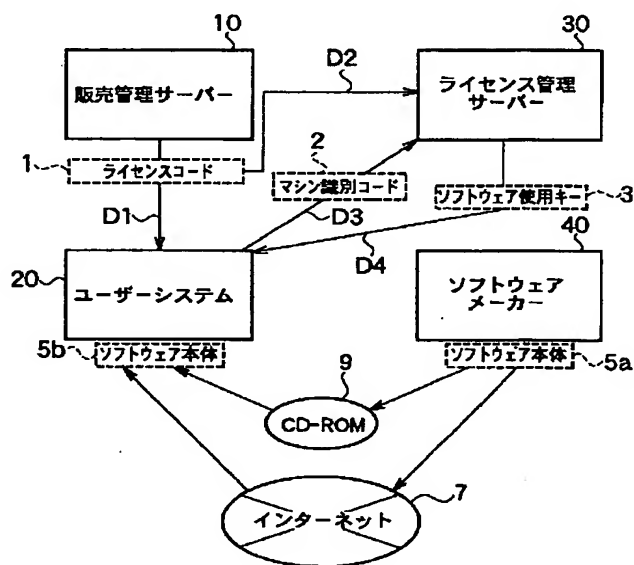 10
30
販売管理サーバー
D2
ライセンス管理
サーバー
1
ライセンスコード
2
マシン識別コード
ソフトウェア使用キー
3
D1
D3
D4
20
40
ユーザーシステム
ソフトウェア
メーカー
5b
ソフトウェア本体
ソフトウェア本体
5a
9
CD-ROM
7
インターネット